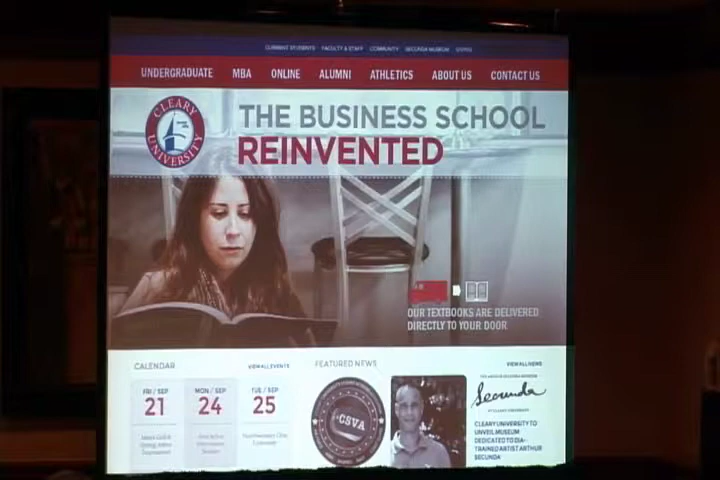 CURRENT STUDENTS FACULTY & STAFF COMMUNITY SECUNDA MUSEUM GIVING
UNDERGRADUATE MBA ONLINE ALUMNI ATHLETICS ABOUT US CONTACT US
CLEARY
UNIVERSITY
THE BUSINESS SCHOOL
REINVENTED
OUR TEXTBOOKS ARE DELIVERED
DIRECTLY TO YOUR DOOR
CALENDAR VIEW ALL EVENTS
FRI / SEP
21
MON / SEP
24
TUE / SEP
25
FEATURED NEWS VIEW ALL NEWS
CSVA
Secunda
CLEARY UNIVERSITY TO
UNVEIL MUSEUM
DEDICATED TO DIA-
TRAINED ARTIST ARTHUR
SECUNDA